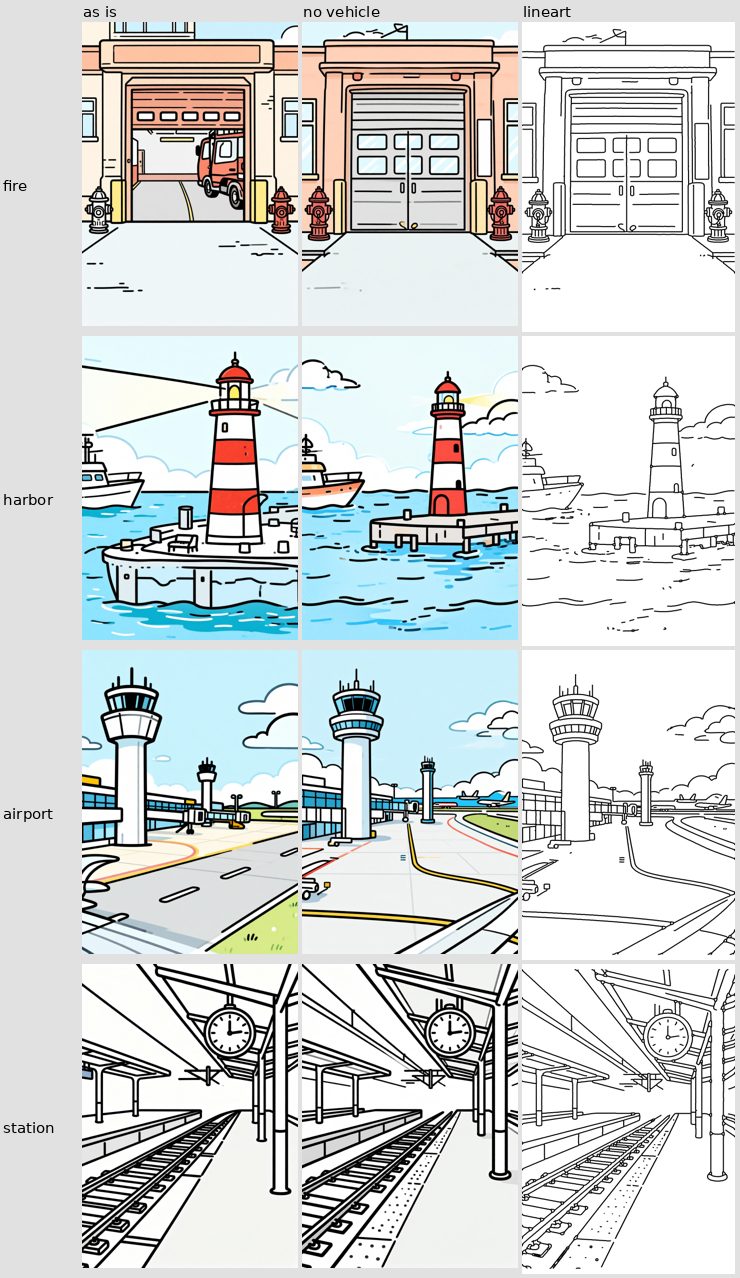 as is
no vehicle
lineart
fire
harbor
airport
station